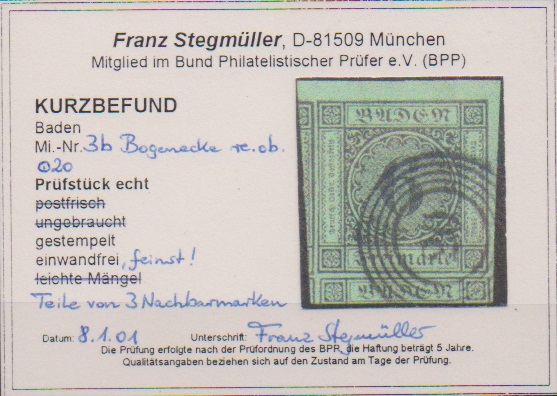 Franz Stegmüller, D-81509 München
Mitglied im Bund Philatelistischer Prüfer e.V. (BPP)
KURZBEFUND
Baden
Mi.-Nr. 3b Bogenecke re. ob.
⊙20
Prüfstück echt
postfrisch
ungebraucht
gestempelt
einwandfrei, feinst!
leichte Mängel
Teile von 3 Nachbarmarken
BADEN
Freimarke
BADEN
Datum: 8.1.01 Unterschrift: Franz Stegmüller
Die Prüfung erfolgte nach der Prüfordnung des BPP, die Haftung beträgt 5 Jahre.
Qualitätsangaben beziehen sich auf den Zustand am Tage der Prüfung.